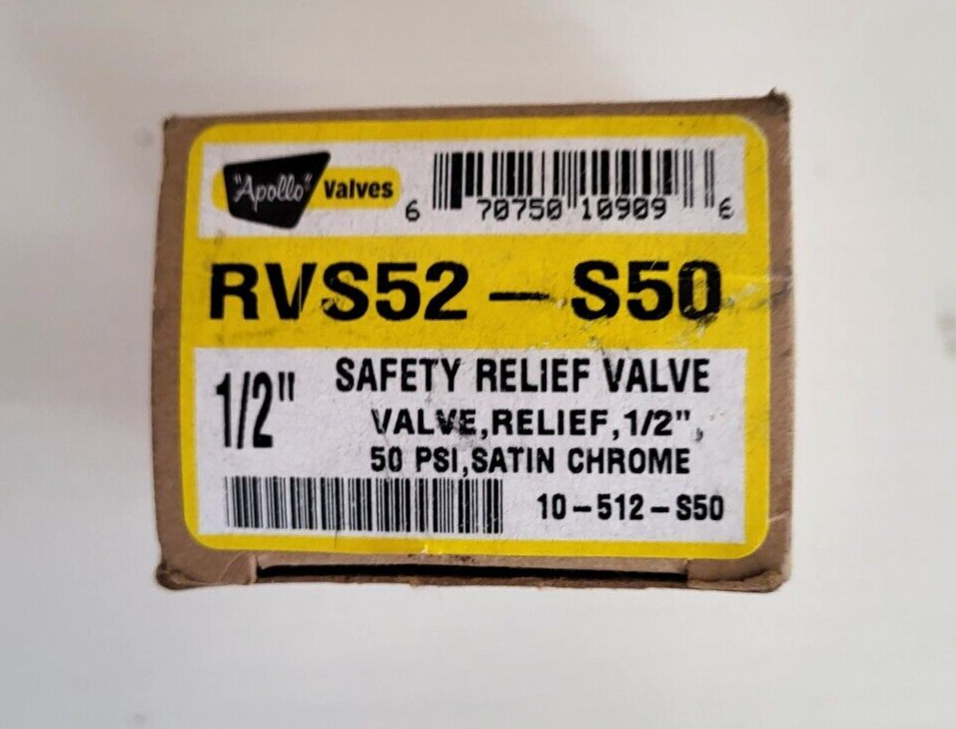 "Apollo" Valves
6 70750 10909 6
RVS52 - S50
1/2"
SAFETY RELIEF VALVE
VALVE,RELIEF,1/2",
50 PSI,SATIN CHROME
10-512-S50